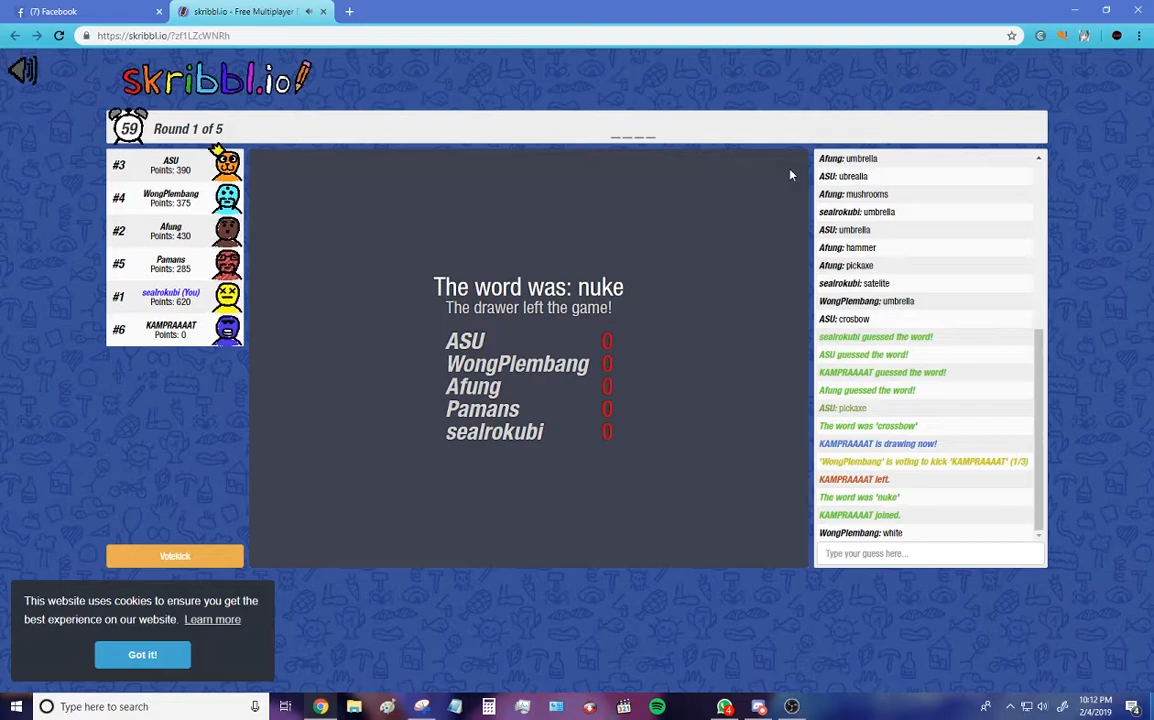 (7) Facebook
skribbl.io - Free Multiplayer
https://skribbl.io/?zf1LZcWNRh
skribbl.io
59
Round 1 of 5
_ _ _ _
#3 ASU
Points: 390
#4 WongPlembang
Points: 375
#2 Afung
Points: 430
#5 Pamans
Points: 285
#1 sealrokubi (You)
Points: 620
#6 KAMPRAAAAT
Points: 0
Votekick
The word was: nuke
The drawer left the game!
ASU 0
WongPlembang 0
Afung 0
Pamans 0
sealrokubi 0
Afung: umbrella
ASU: ubrealla
Afung: mushrooms
sealrokubi: umbrella
ASU: umbrella
Afung: hammer
Afung: pickaxe
sealrokubi: satelite
WongPlembang: umbrella
ASU: crosbow
sealrokubi guessed the word!
ASU guessed the word!
KAMPRAAAAT guessed the word!
Afung guessed the word!
ASU: pickaxe
The word was 'crossbow'
KAMPRAAAAT is drawing now!
'WongPlembang' is voting to kick 'KAMPRAAAAT' (1/3)
KAMPRAAAAT left.
The word was 'nuke'
KAMPRAAAAT joined.
WongPlembang: white
Type your guess here...
This website uses cookies to ensure you get the
best experience on our website. Learn more
Got it!
Type here to search
4
10:12 PM
2/4/2019